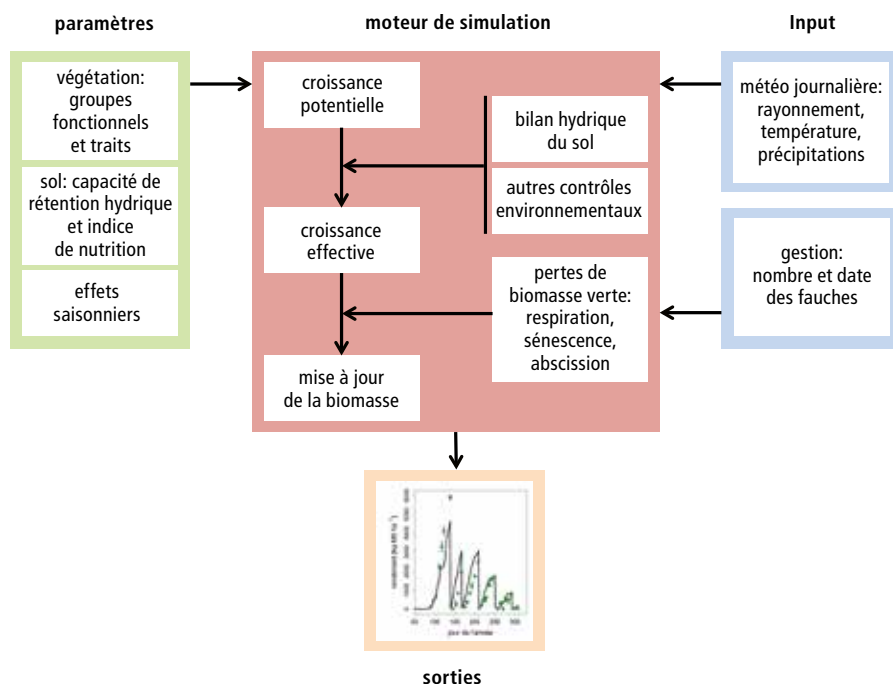 paramètres
moteur de simulation
Input
végétation:
groupes
fonctionnels
et traits
sol: capacité de
rétention hydrique
et indice
de nutrition
effets
saisonniers
croissance
potentielle
bilan hydrique
du sol
autres contrôles
environnementaux
croissance
effective
pertes de
biomasse verte:
respiration,
sénescence,
abscission
mise à jour
de la biomasse
météo journalière:
rayonnement,
température,
précipitations
gestion:
nombre et date
des fauches
jour de l'année
sorties